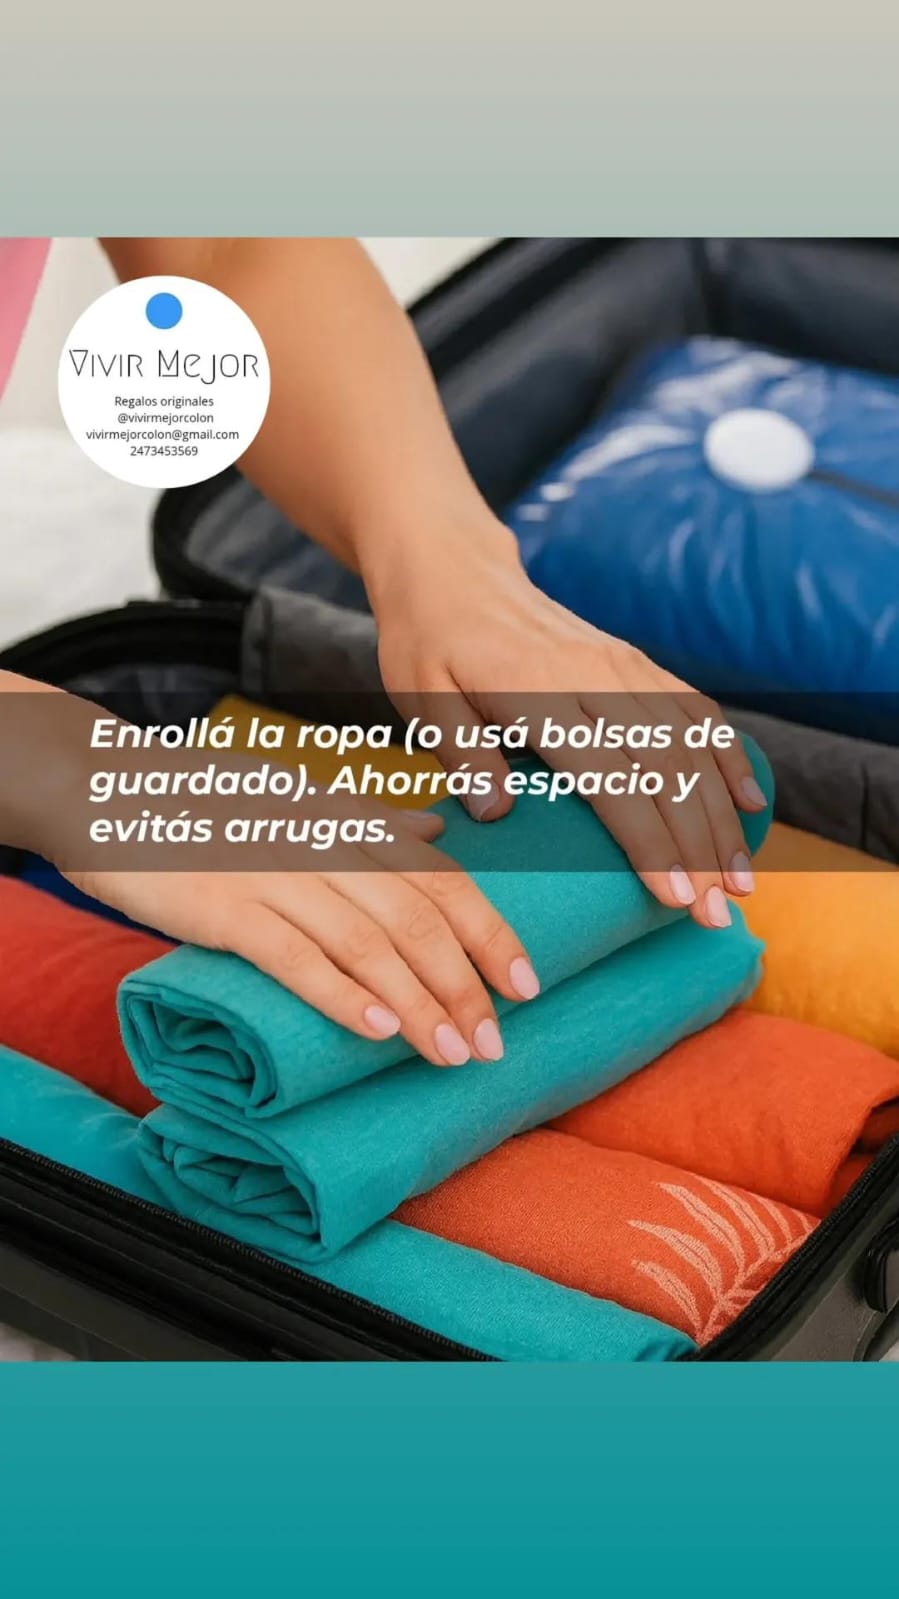 Vivir Mejor
Regalos originales
@vivirmejorcolon
vivirmejorcolon@gmail.com
2473453569
Enrollá la ropa (o usá bolsas de
guardado). Ahorrás espacio y
evitás arrugas.